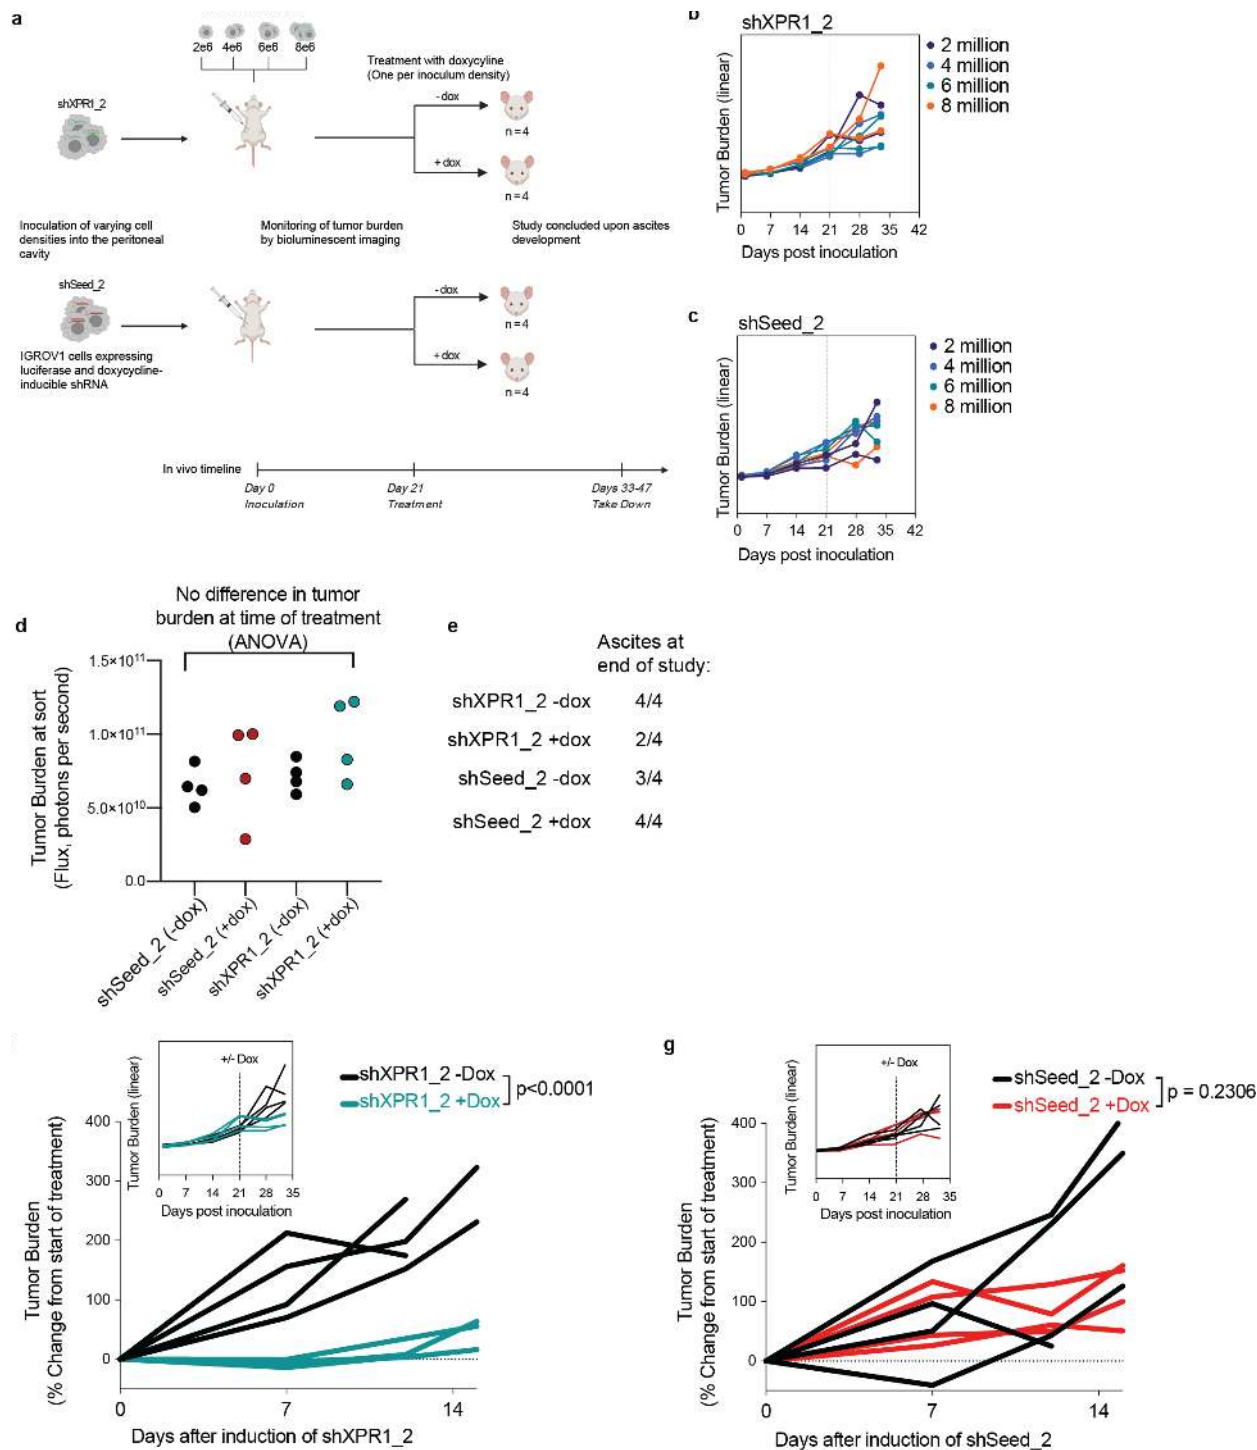 a
2e6 4e6 6e6 8e6
Treatment with doxycyline
(One per inoculum density)
shXPR1_2
- dox
n = 4
+ dox
n = 4
Inoculation of varying cell
densities into the peritoneal
cavity
Monitoring of tumor burden
by bioluminescent imaging
Study concluded upon ascites
development
shSeed_2
- dox
n = 4
+ dox
n = 4
IGROV1 cells expressing
luciferase and doxycycline-
inducible shRNA
In vivo timeline
Day 0
Inoculation
Day 21
Treatment
Days 33-47
Take Down
b
shXPR1_2
Tumor Burden (linear)
2 million
4 million
6 million
8 million
0 7 14 21 28 35 42
Days post inoculation
c
shSeed_2
Tumor Burden (linear)
2 million
4 million
6 million
8 million
0 7 14 21 28 35 42
Days post inoculation
d
No difference in tumor
burden at time of treatment
(ANOVA)
Tumor Burden at sort
(Flux, photons per second)
1.5×10¹¹
1.0×10¹¹
5.0×10¹⁰
0.0
shSeed_2 (-dox)
shSeed_2 (+dox)
shXPR1_2 (-dox)
shXPR1_2 (+dox)
e
Ascites at
end of study:
shXPR1_2 -dox 4/4
shXPR1_2 +dox 2/4
shSeed_2 -dox 3/4
shSeed_2 +dox 4/4
Tumor Burden (linear)
+/- Dox
0 7 14 21 28 35
Days post inoculation
shXPR1_2 -Dox
shXPR1_2 +Dox
p<0.0001
Tumor Burden
(% Change from start of treatment)
400
300
200
100
0
0 7 14
Days after induction of shXPR1_2
g
Tumor Burden (linear)
+/- Dox
0 7 14 21 28 35
Days post inoculation
shSeed_2 -Dox
shSeed_2 +Dox
p = 0.2306
Tumor Burden
(% Change from start of treatment)
400
300
200
100
0
0 7 14
Days after induction of shSeed_2